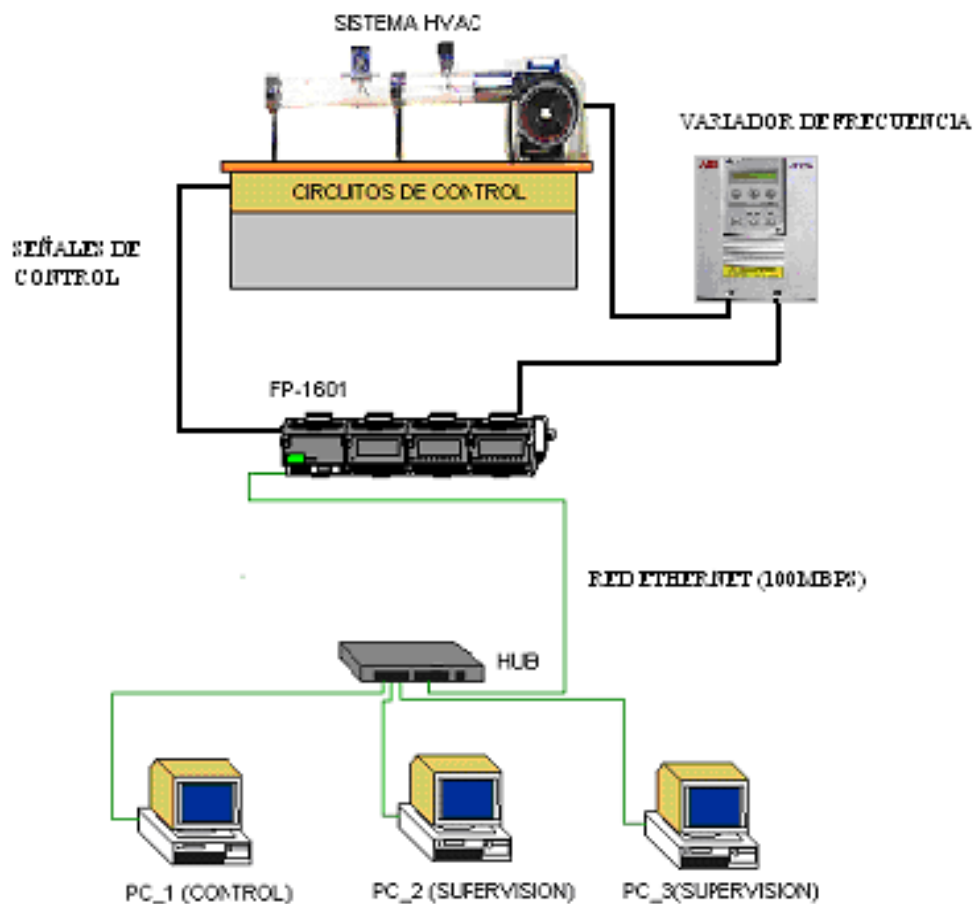 SISTEMA HVAC
VARIADOR DE FRECUENCIA
ABB
CIRCUITOS DE CONTROL
SEÑALES DE
CONTROL
FP-1601
RED ETHERNET (100MBPS)
HUB
PC_1 (CONTROL)
PC_2 (SUPERVISION)
PC_3(SUPERVISION)